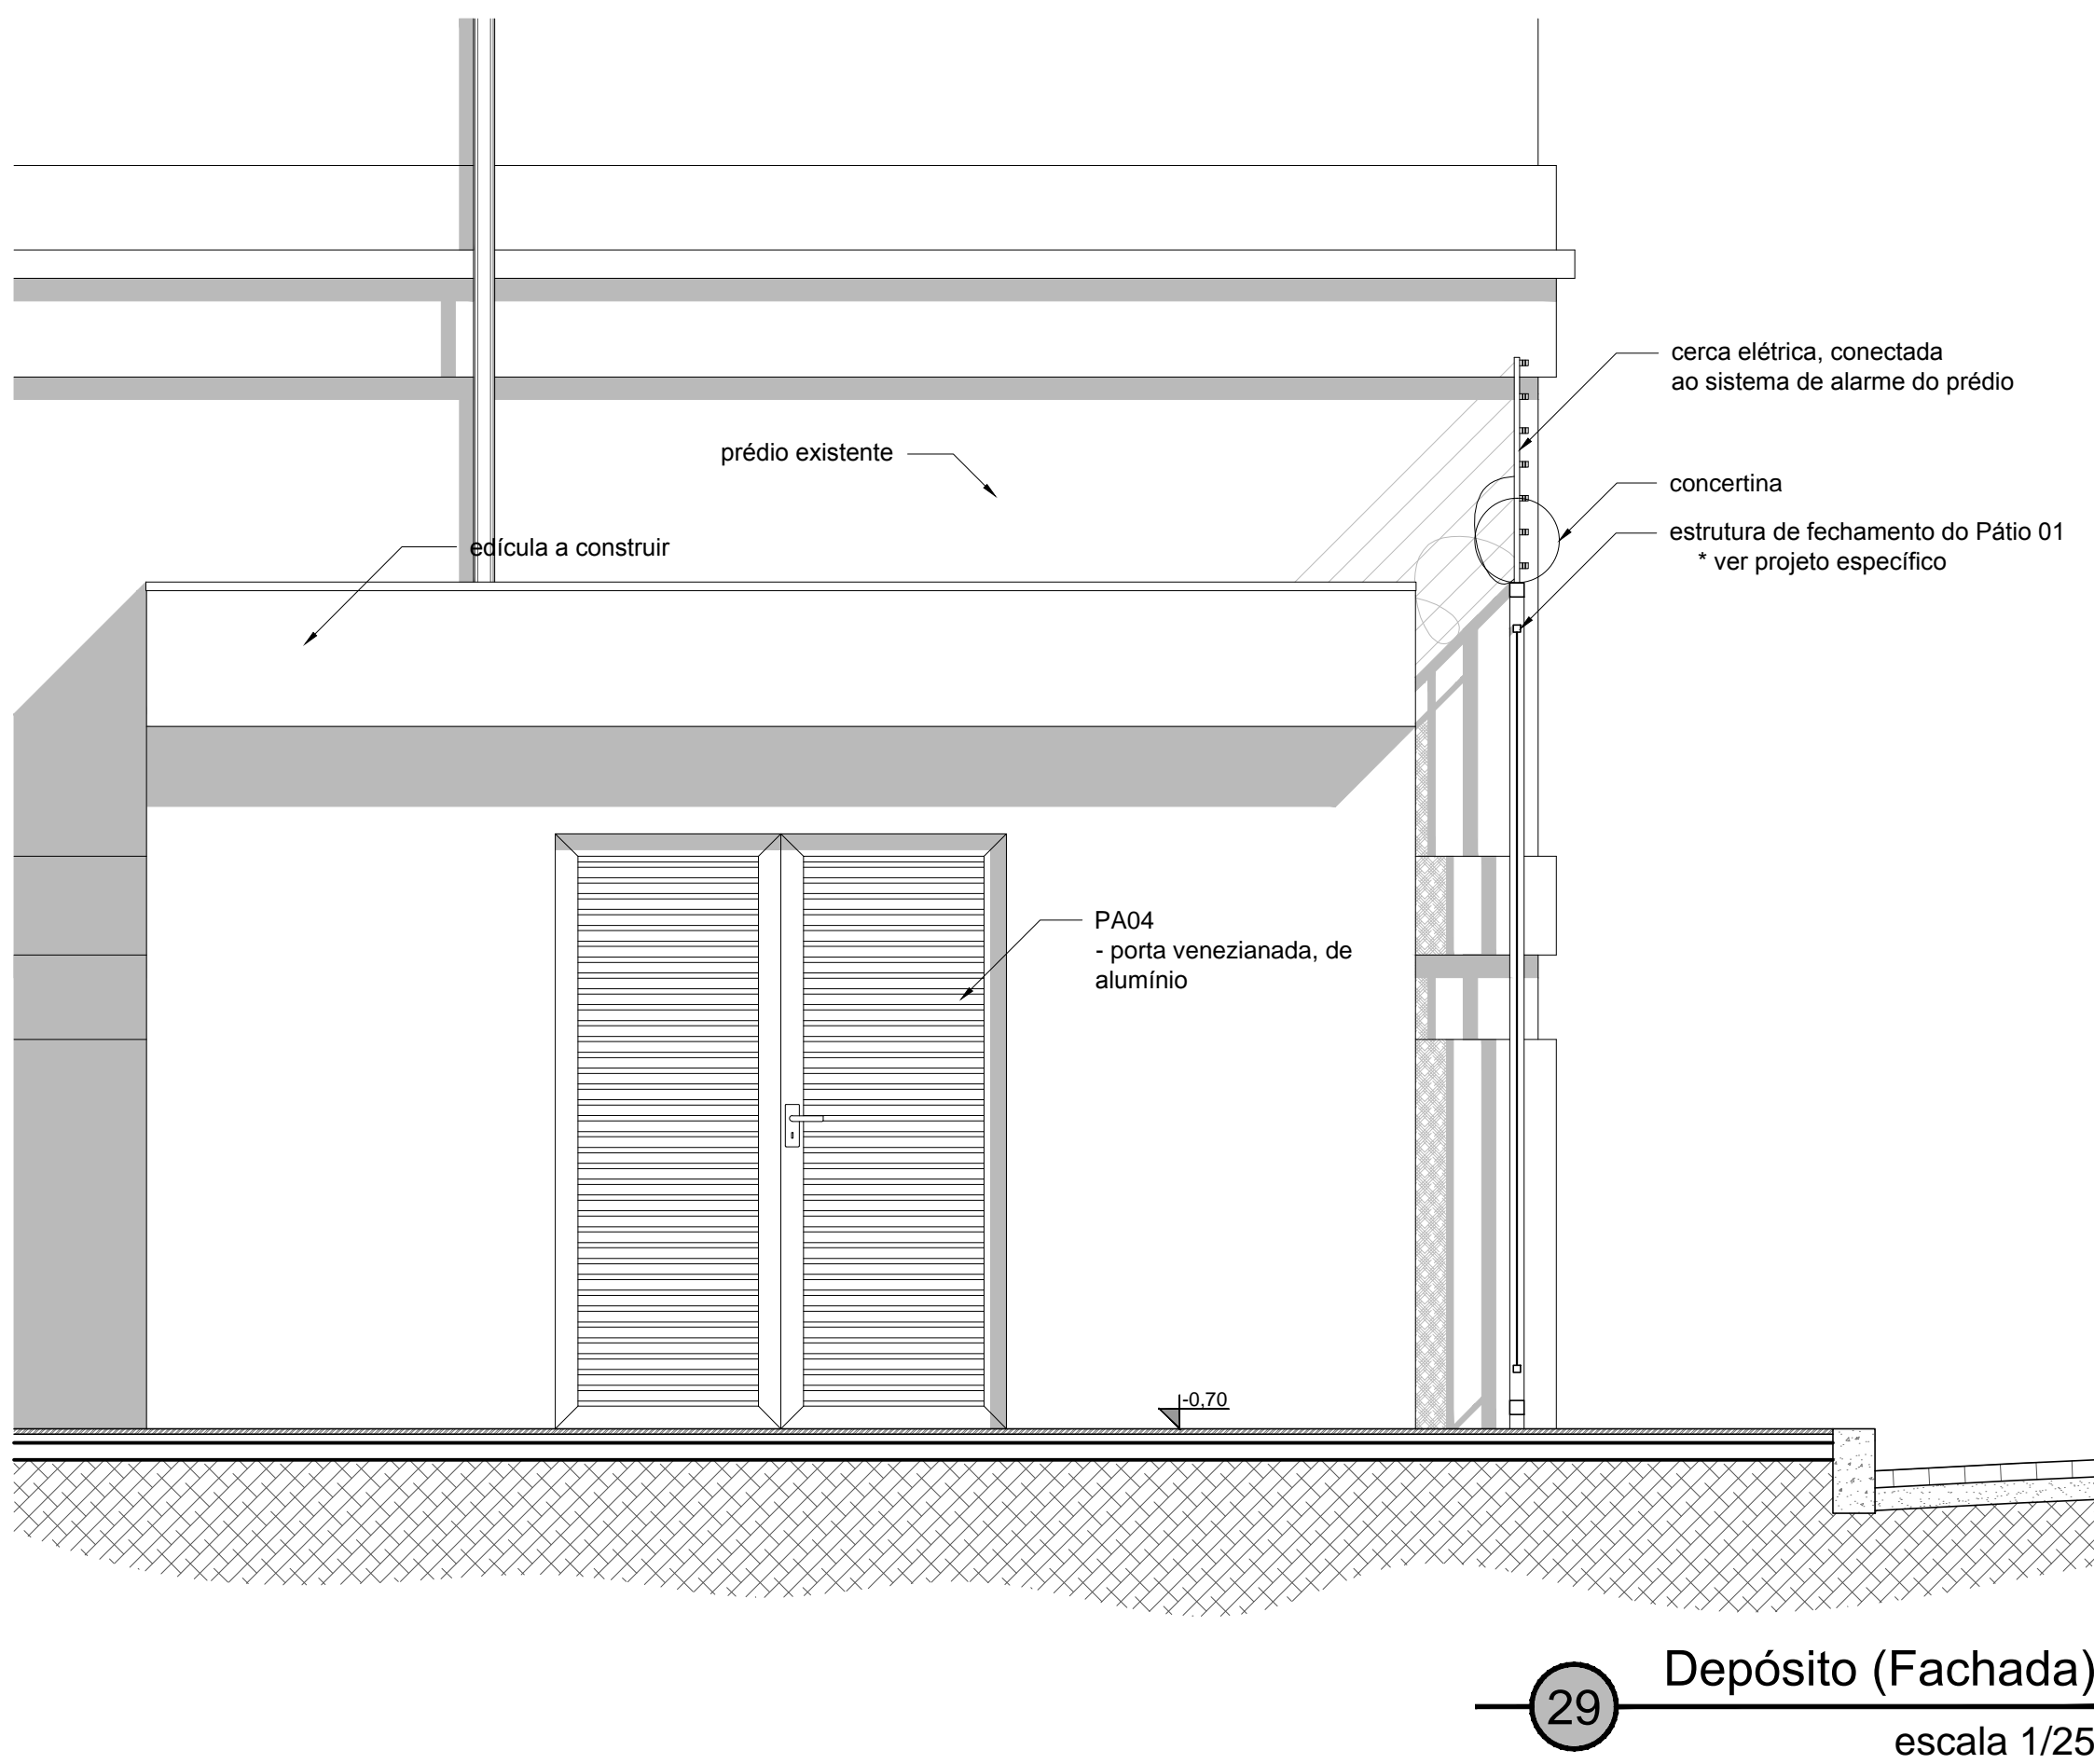 cerca elétrica, conectada
ao sistema de alarme do prédio
prédio existente
concertina
estrutura de fechamento do Pátio 01
* ver projeto específico
edícula a construir
PA04
- porta venezianada, de
alumínio
-0,70
29
Depósito (Fachada)
escala 1/25